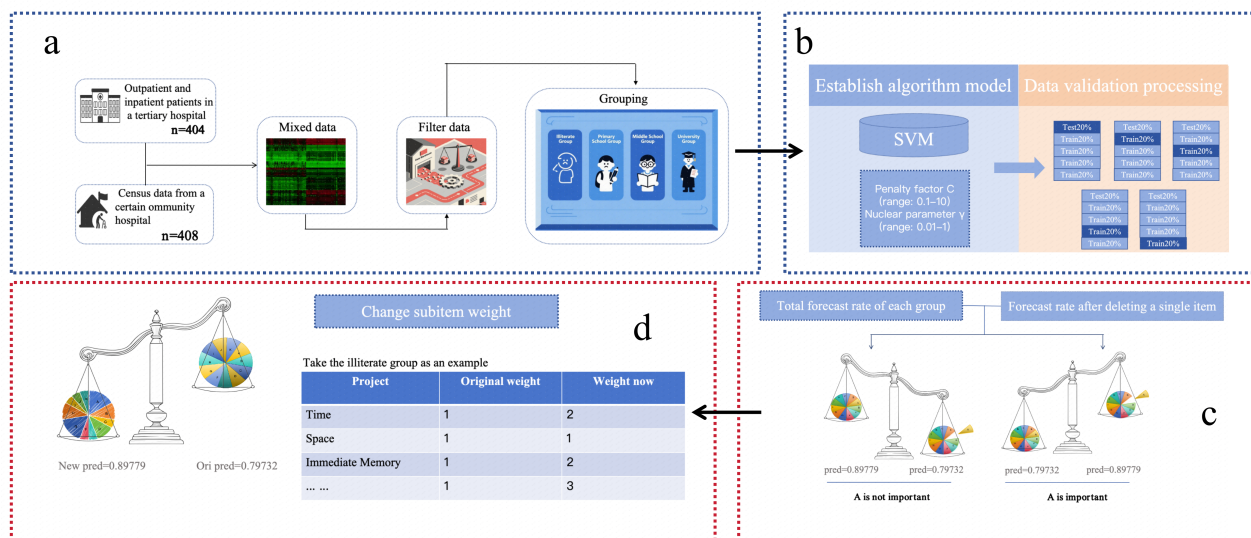 a
Outpatient and
inpatient patients in
a tertiary hospital
n=404
Census data from a
certain ommunity
hospital
n=408
Mixed data
Filter data
Grouping
Illiterate
Group
Primary
School Group
Middle School
Group
University
Group
b
Establish algorithm model
SVM
Penalty factor C
(range: 0.1–10)
Nuclear parameter γ
(range: 0.01–1)
Data validation processing
Test20%
Train20%
Train20%
Train20%
Train20%
Test20%
Train20%
Train20%
Train20%
Train20%
Test20%
Train20%
Train20%
Train20%
Train20%
Test20%
Train20%
Train20%
Train20%
Train20%
Test20%
Train20%
Train20%
Train20%
Train20%
Total forecast rate of each group
Forecast rate after deleting a single item
c
pred=0.89779
pred=0.79732
A is not important
pred=0.79732
pred=0.89779
A is important
d
Change subitem weight
New pred=0.89779
Ori pred=0.79732
Take the illiterate group as an example
Project Original weight Weight now
Time 1 2
Space 1 1
Immediate Memory 1 2
... ... 1 3